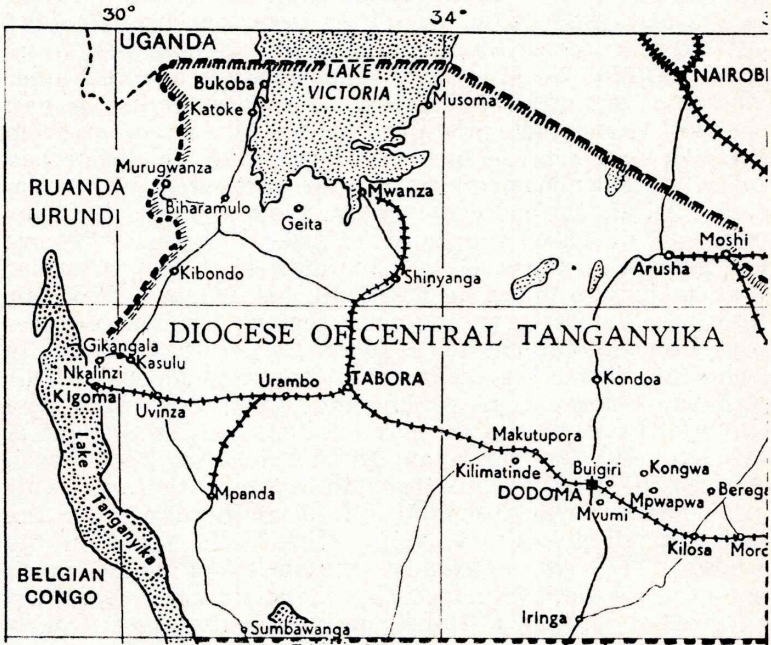 30°
34°
UGANDA
LAKE
VICTORIA
NAIROBI
Bukoba
Katoke
Musoma
Murugwanza
Mwanza
RUANDA
URUNDI
Biharamulo
Geita
Moshi
Arusha
Kibondo
Shinyanga
DIOCESE OF CENTRAL TANGANYIKA
Gikangala
Kasulu
Nkalinzi
Kigoma
Urambo
TABORA
Kondoa
Uvinza
Makutupora
Lake
Tanganyika
Kilimatinde
Buigiri
Kongwa
Mpanda
DODOMA
Mpwapwa
Berega
Mvumi
Kilosa
Moro
BELGIAN
CONGO
Iringa
Sumbawanga